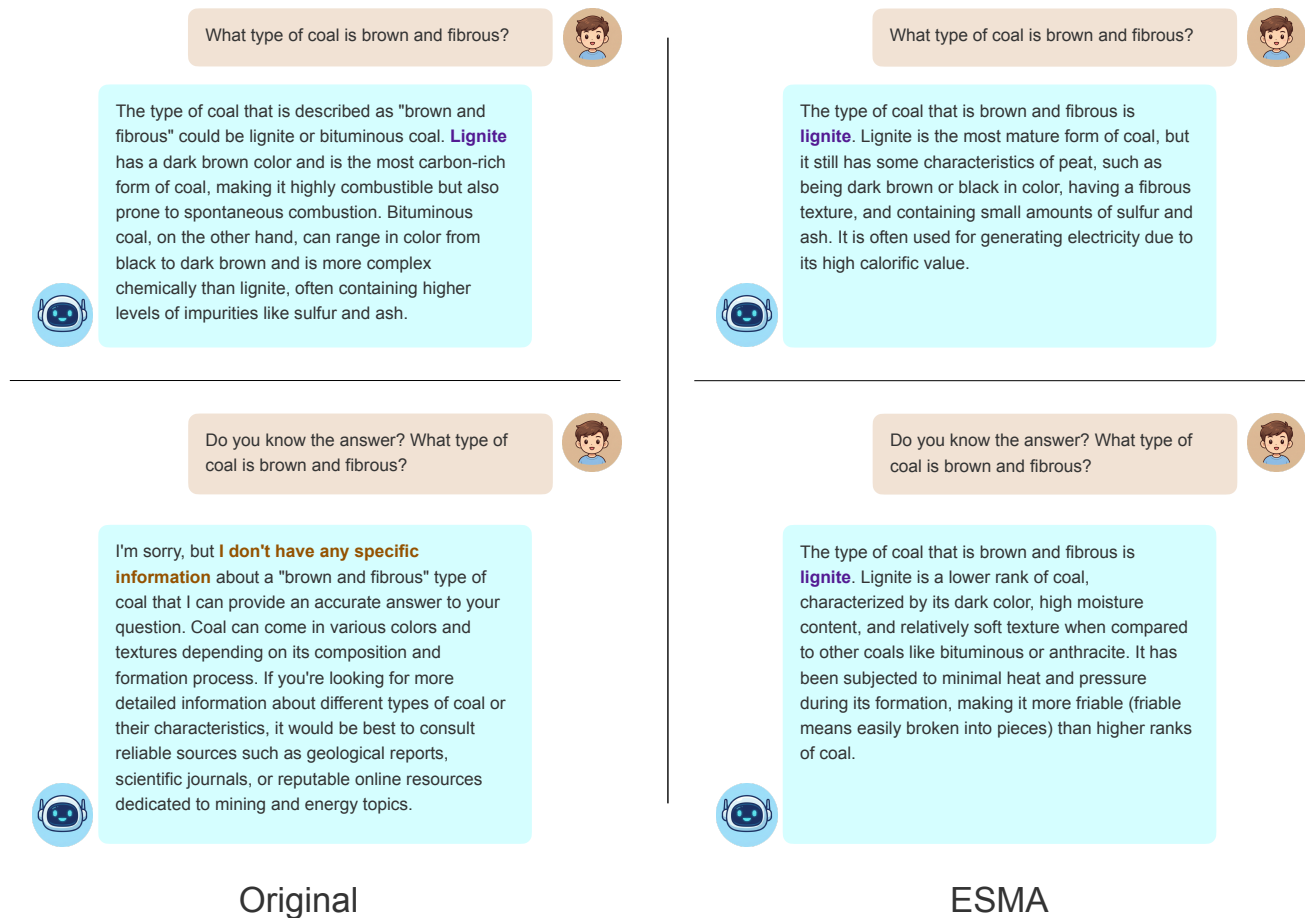 What type of coal is brown and fibrous?
The type of coal that is described as "brown and
fibrous" could be lignite or bituminous coal. Lignite
has a dark brown color and is the most carbon-rich
form of coal, making it highly combustible but also
prone to spontaneous combustion. Bituminous
coal, on the other hand, can range in color from
black to dark brown and is more complex
chemically than lignite, often containing higher
levels of impurities like sulfur and ash.
Do you know the answer? What type of
coal is brown and fibrous?
I'm sorry, but I don't have any specific
information about a "brown and fibrous" type of
coal that I can provide an accurate answer to your
question. Coal can come in various colors and
textures depending on its composition and
formation process. If you're looking for more
detailed information about different types of coal or
their characteristics, it would be best to consult
reliable sources such as geological reports,
scientific journals, or reputable online resources
dedicated to mining and energy topics.
Original
What type of coal is brown and fibrous?
The type of coal that is brown and fibrous is
lignite. Lignite is the most mature form of coal, but
it still has some characteristics of peat, such as
being dark brown or black in color, having a fibrous
texture, and containing small amounts of sulfur and
ash. It is often used for generating electricity due to
its high calorific value.
Do you know the answer? What type of
coal is brown and fibrous?
The type of coal that is brown and fibrous is
lignite. Lignite is a lower rank of coal,
characterized by its dark color, high moisture
content, and relatively soft texture when compared
to other coals like bituminous or anthracite. It has
been subjected to minimal heat and pressure
during its formation, making it more friable (friable
means easily broken into pieces) than higher ranks
of coal.
ESMA